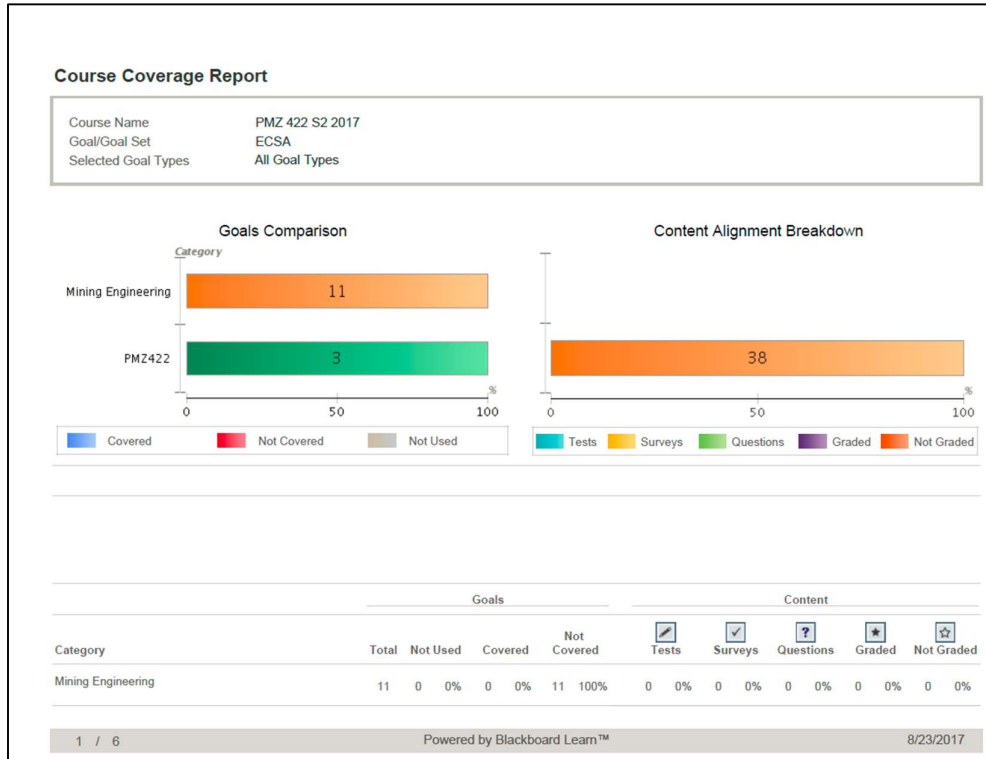 Course Coverage Report
Course Name PMZ 422 S2 2017
Goal/Goal Set ECSA
Selected Goal Types All Goal Types
Goals Comparison
Category
Mining Engineering 11
PMZ422 3
%
0 50 100
Covered Not Covered Not Used
Content Alignment Breakdown
38
%
0 50 100
Tests Surveys Questions Graded Not Graded
Goals Content
Category Total Not Used Covered Not Covered Tests Surveys Questions Graded Not Graded
Mining Engineering 11 0 0% 0 0% 11 100% 0 0% 0 0% 0 0% 0 0% 0 0%
1 / 6 Powered by Blackboard Learn™ 8/23/2017